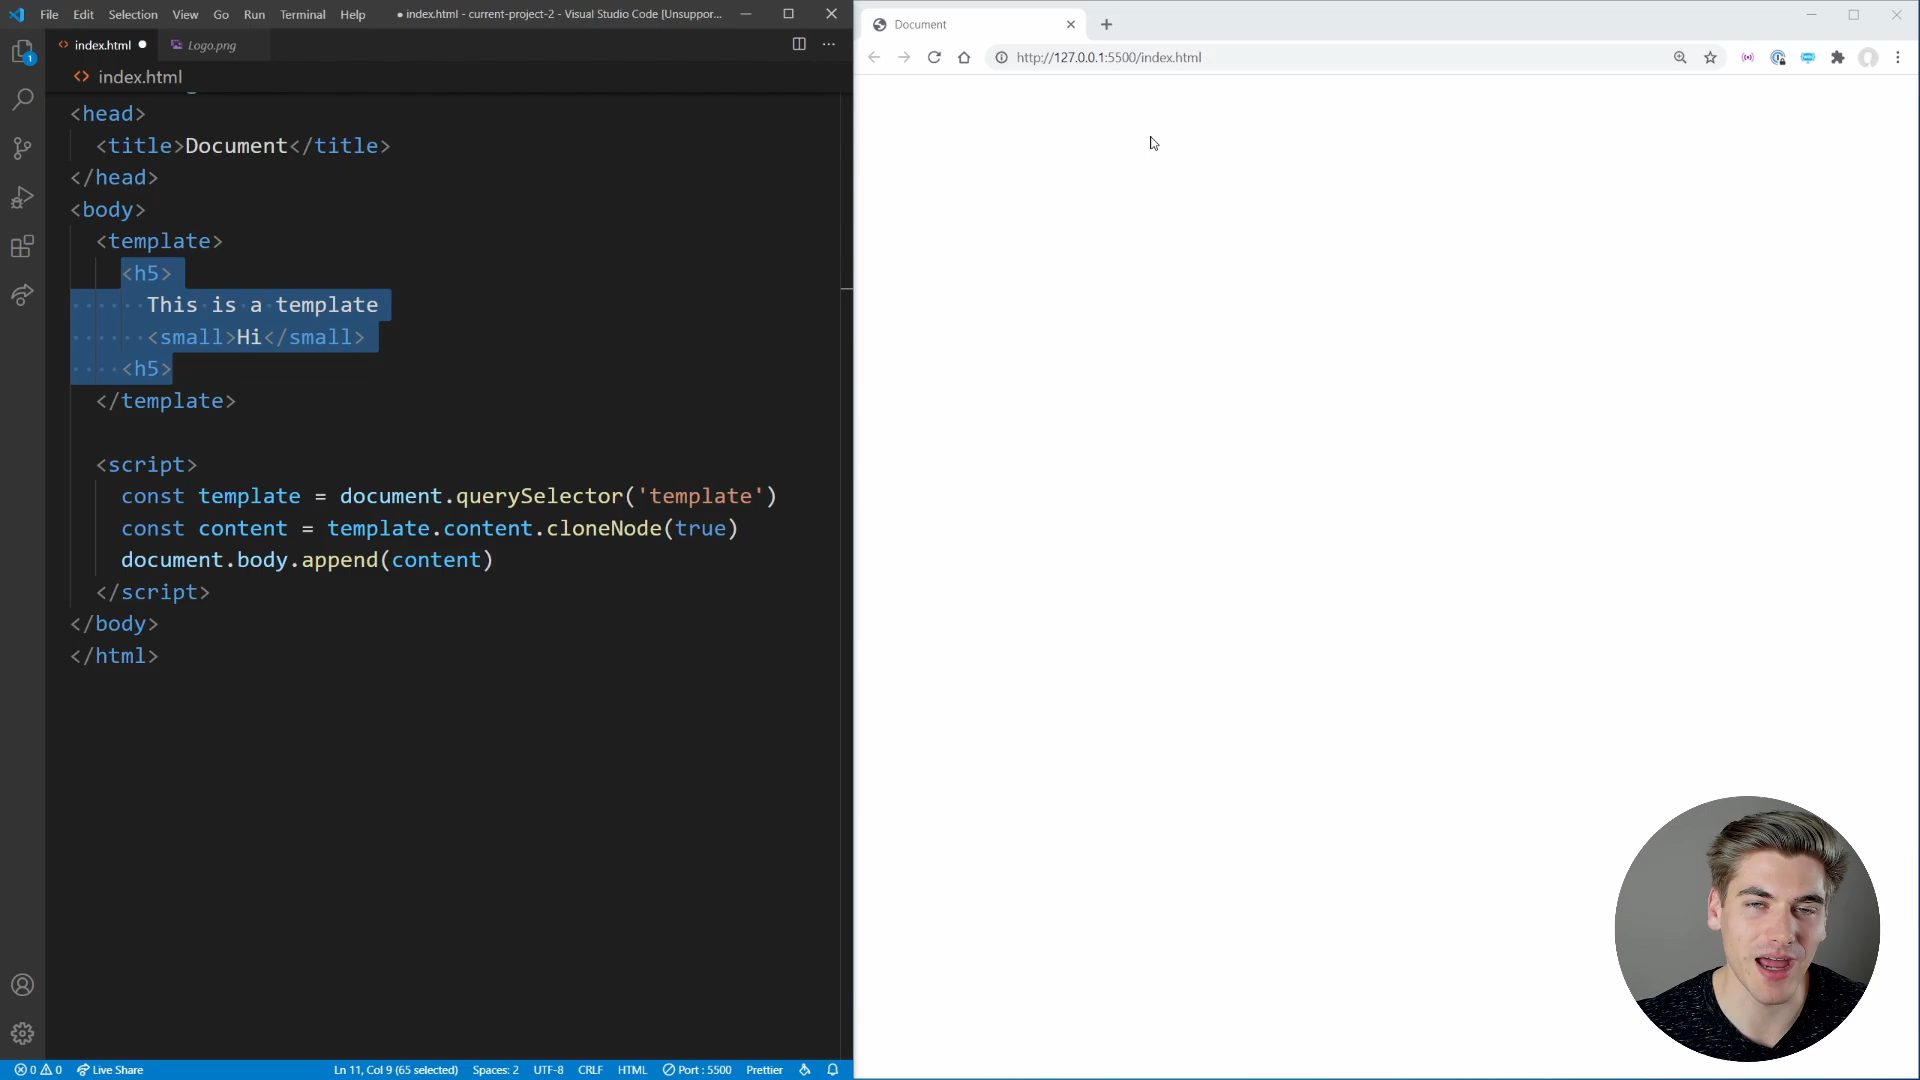 File Edit Selection View Go Run Terminal Help ● index.html - current-project-2 - Visual Studio Code [Unsuppor...
index.html ● Logo.png
<> index.html
<head>
<title>Document</title>
</head>
<body>
<template>
<h5>
This is a template
<small>Hi</small>
<h5>
</template>
<script>
const template = document.querySelector('template')
const content = template.content.cloneNode(true)
document.body.append(content)
</script>
</body>
</html>
1
0 0 Live Share Ln 11, Col 9 (65 selected) Spaces: 2 UTF-8 CRLF HTML Port : 5500 Prettier
Document
http://127.0.0.1:5500/index.html